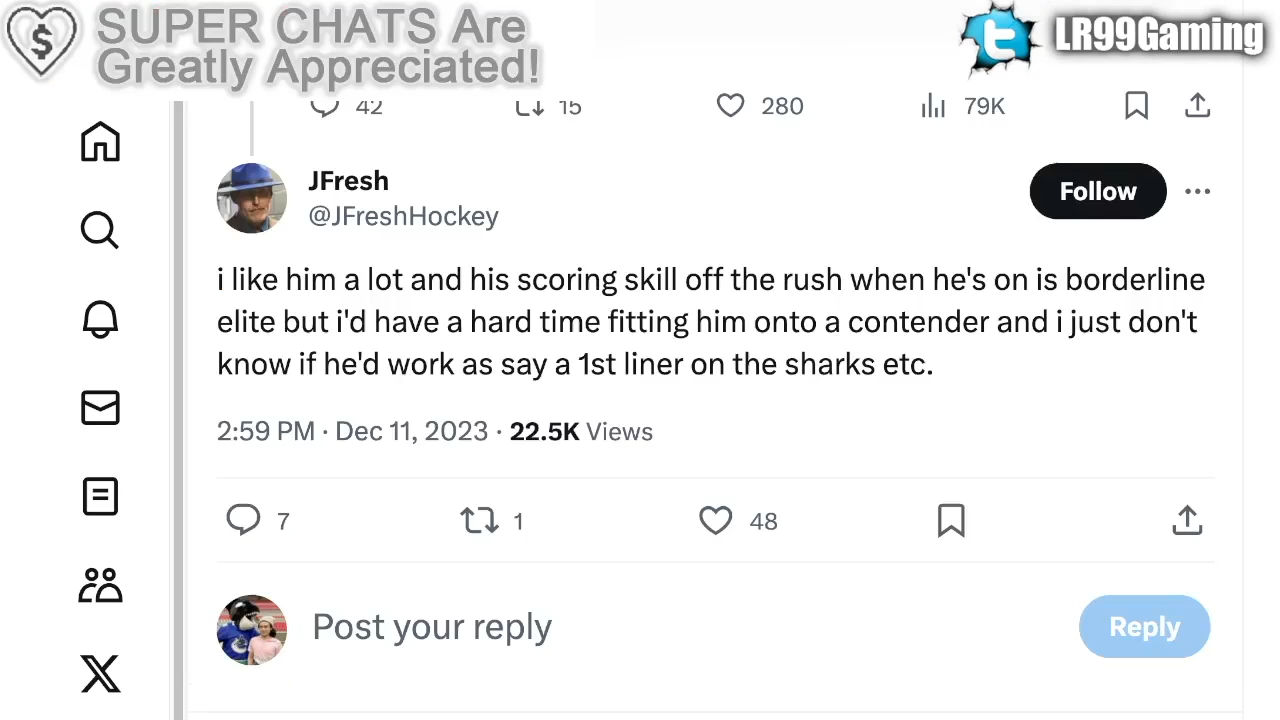 SUPER CHATS Are
Greatly Appreciated!
LR99Gaming
42 15 280 79K
JFresh
@JFreshHockey
Follow
i like him a lot and his scoring skill off the rush when he's on is borderline
elite but i'd have a hard time fitting him onto a contender and i just don't
know if he'd work as say a 1st liner on the sharks etc.
2:59 PM · Dec 11, 2023 · 22.5K Views
7 1 48
Post your reply
Reply